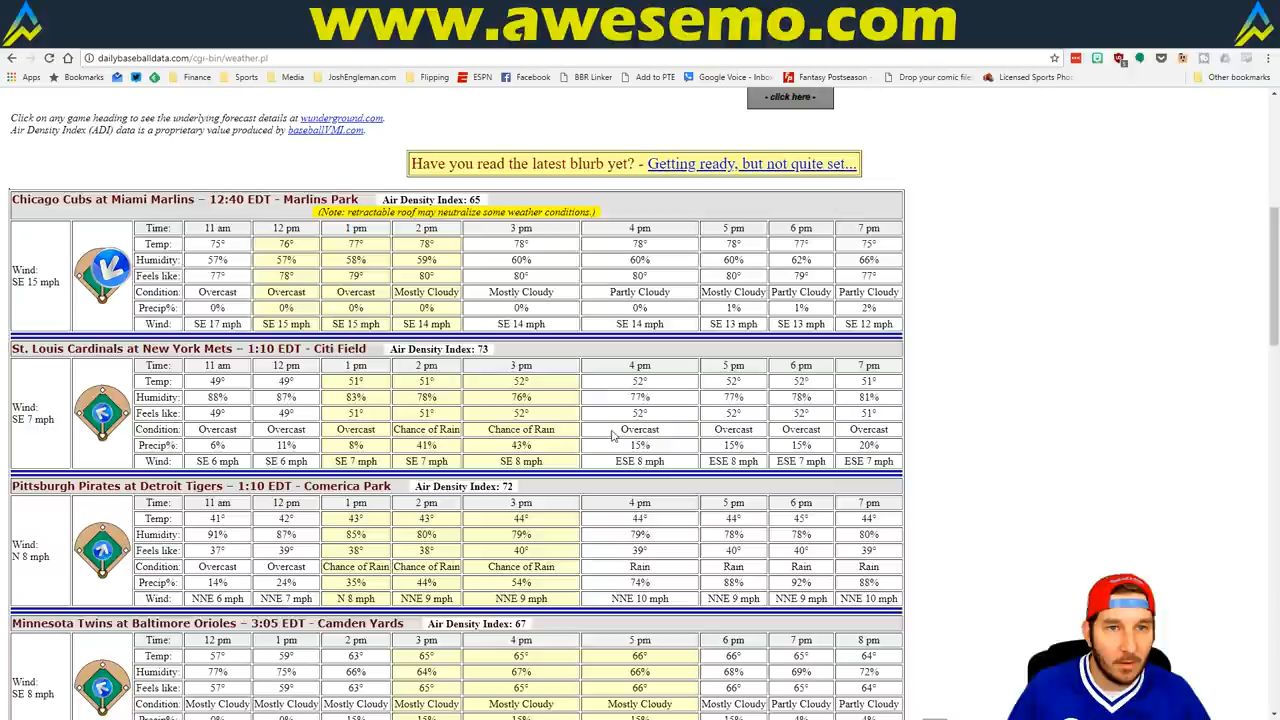 www.awesemo.com
dailybaseballdata.com/cgi-bin/weather.pl
Apps Bookmarks Finance Sports Media JoshEngleman.com Flipping ESPN Facebook BBR Linker Add to PTE Google Voice - Inbo Fantasy Postseason Drop your comic file Licensed Sports Pho Other bookmarks
- click here -
Click on any game heading to see the underlying forecast details at wunderground.com.
Air Density Index (ADI) data is a proprietary value produced by baseballVMI.com.
Have you read the latest blurb yet? - Getting ready, but not quite set...
Chicago Cubs at Miami Marlins – 12:40 EDT - Marlins Park Air Density Index: 65
(Note: retractable roof may neutralize some weather conditions.)
Wind: SE 15 mph
Time: 11 am 12 pm 1 pm 2 pm 3 pm 4 pm 5 pm 6 pm 7 pm
Temp: 75° 76° 77° 78° 78° 78° 78° 77° 75°
Humidity: 57% 57% 58% 59% 60% 60% 60% 62% 66%
Feels like: 77° 78° 79° 80° 80° 80° 80° 79° 77°
Condition: Overcast Overcast Overcast Mostly Cloudy Mostly Cloudy Partly Cloudy Mostly Cloudy Partly Cloudy Partly Cloudy
Precip%: 0% 0% 0% 0% 0% 0% 1% 1% 2%
Wind: SE 17 mph SE 15 mph SE 15 mph SE 14 mph SE 14 mph SE 14 mph SE 13 mph SE 13 mph SE 12 mph
St. Louis Cardinals at New York Mets – 1:10 EDT - Citi Field Air Density Index: 73
Wind: SE 7 mph
Time: 11 am 12 pm 1 pm 2 pm 3 pm 4 pm 5 pm 6 pm 7 pm
Temp: 49° 49° 51° 51° 52° 52° 52° 52° 51°
Humidity: 88% 87% 83% 78% 76% 77% 77% 78% 81%
Feels like: 49° 49° 51° 51° 52° 52° 52° 52° 51°
Condition: Overcast Overcast Overcast Chance of Rain Chance of Rain Overcast Overcast Overcast Overcast
Precip%: 6% 11% 8% 41% 43% 15% 15% 15% 20%
Wind: SE 6 mph SE 6 mph SE 7 mph SE 7 mph SE 8 mph ESE 8 mph ESE 8 mph ESE 7 mph ESE 7 mph
Pittsburgh Pirates at Detroit Tigers – 1:10 EDT - Comerica Park Air Density Index: 72
Wind: N 8 mph
Time: 11 am 12 pm 1 pm 2 pm 3 pm 4 pm 5 pm 6 pm 7 pm
Temp: 41° 42° 43° 43° 44° 44° 44° 45° 44°
Humidity: 91% 87% 85% 80% 79% 79% 78% 78% 80%
Feels like: 37° 39° 38° 38° 40° 39° 40° 40° 39°
Condition: Overcast Overcast Chance of Rain Chance of Rain Chance of Rain Rain Rain Rain Rain
Precip%: 14% 24% 35% 44% 54% 74% 88% 92% 88%
Wind: NNE 6 mph NNE 7 mph N 8 mph NNE 9 mph NNE 9 mph NNE 10 mph NNE 9 mph NNE 9 mph NNE 10 mph
Minnesota Twins at Baltimore Orioles – 3:05 EDT - Camden Yards Air Density Index: 67
Wind: SE 8 mph
Time: 12 pm 1 pm 2 pm 3 pm 4 pm 5 pm 6 pm 7 pm 8 pm
Temp: 57° 59° 63° 65° 65° 66° 66° 65° 64°
Humidity: 77% 75% 66% 64% 67% 66% 68% 69% 72%
Feels like: 57° 59° 63° 65° 65° 66° 66° 65° 64°
Condition: Mostly Cloudy Mostly Cloudy Mostly Cloudy Mostly Cloudy Mostly Cloudy Mostly Cloudy Mostly Cloudy Partly Cloudy Partly Cloudy